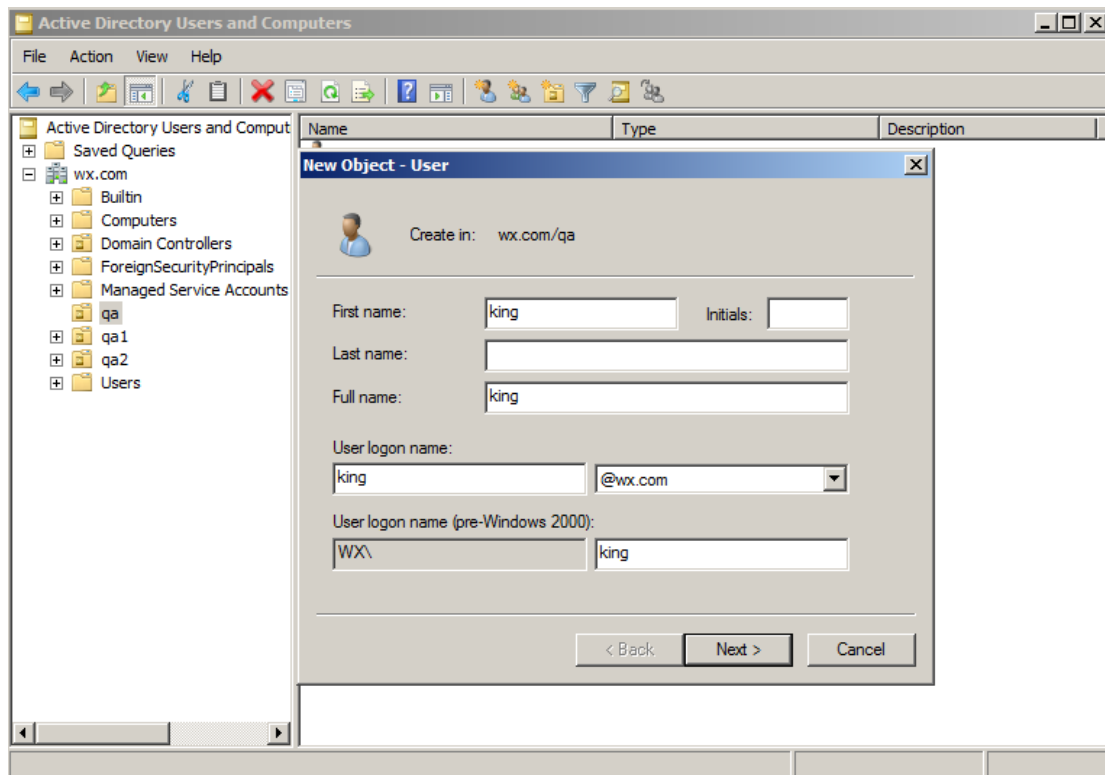 Active Directory Users and Computers
File Action View Help
Active Directory Users and Comput
Saved Queries
wx.com
Builtin
Computers
Domain Controllers
ForeignSecurityPrincipals
Managed Service Accounts
qa
qa1
qa2
Users
Name Type Description
New Object - User
Create in: wx.com/qa
First name: king Initials:
Last name:
Full name: king
User logon name:
king @wx.com
User logon name (pre-Windows 2000):
WX\ king
< Back Next > Cancel